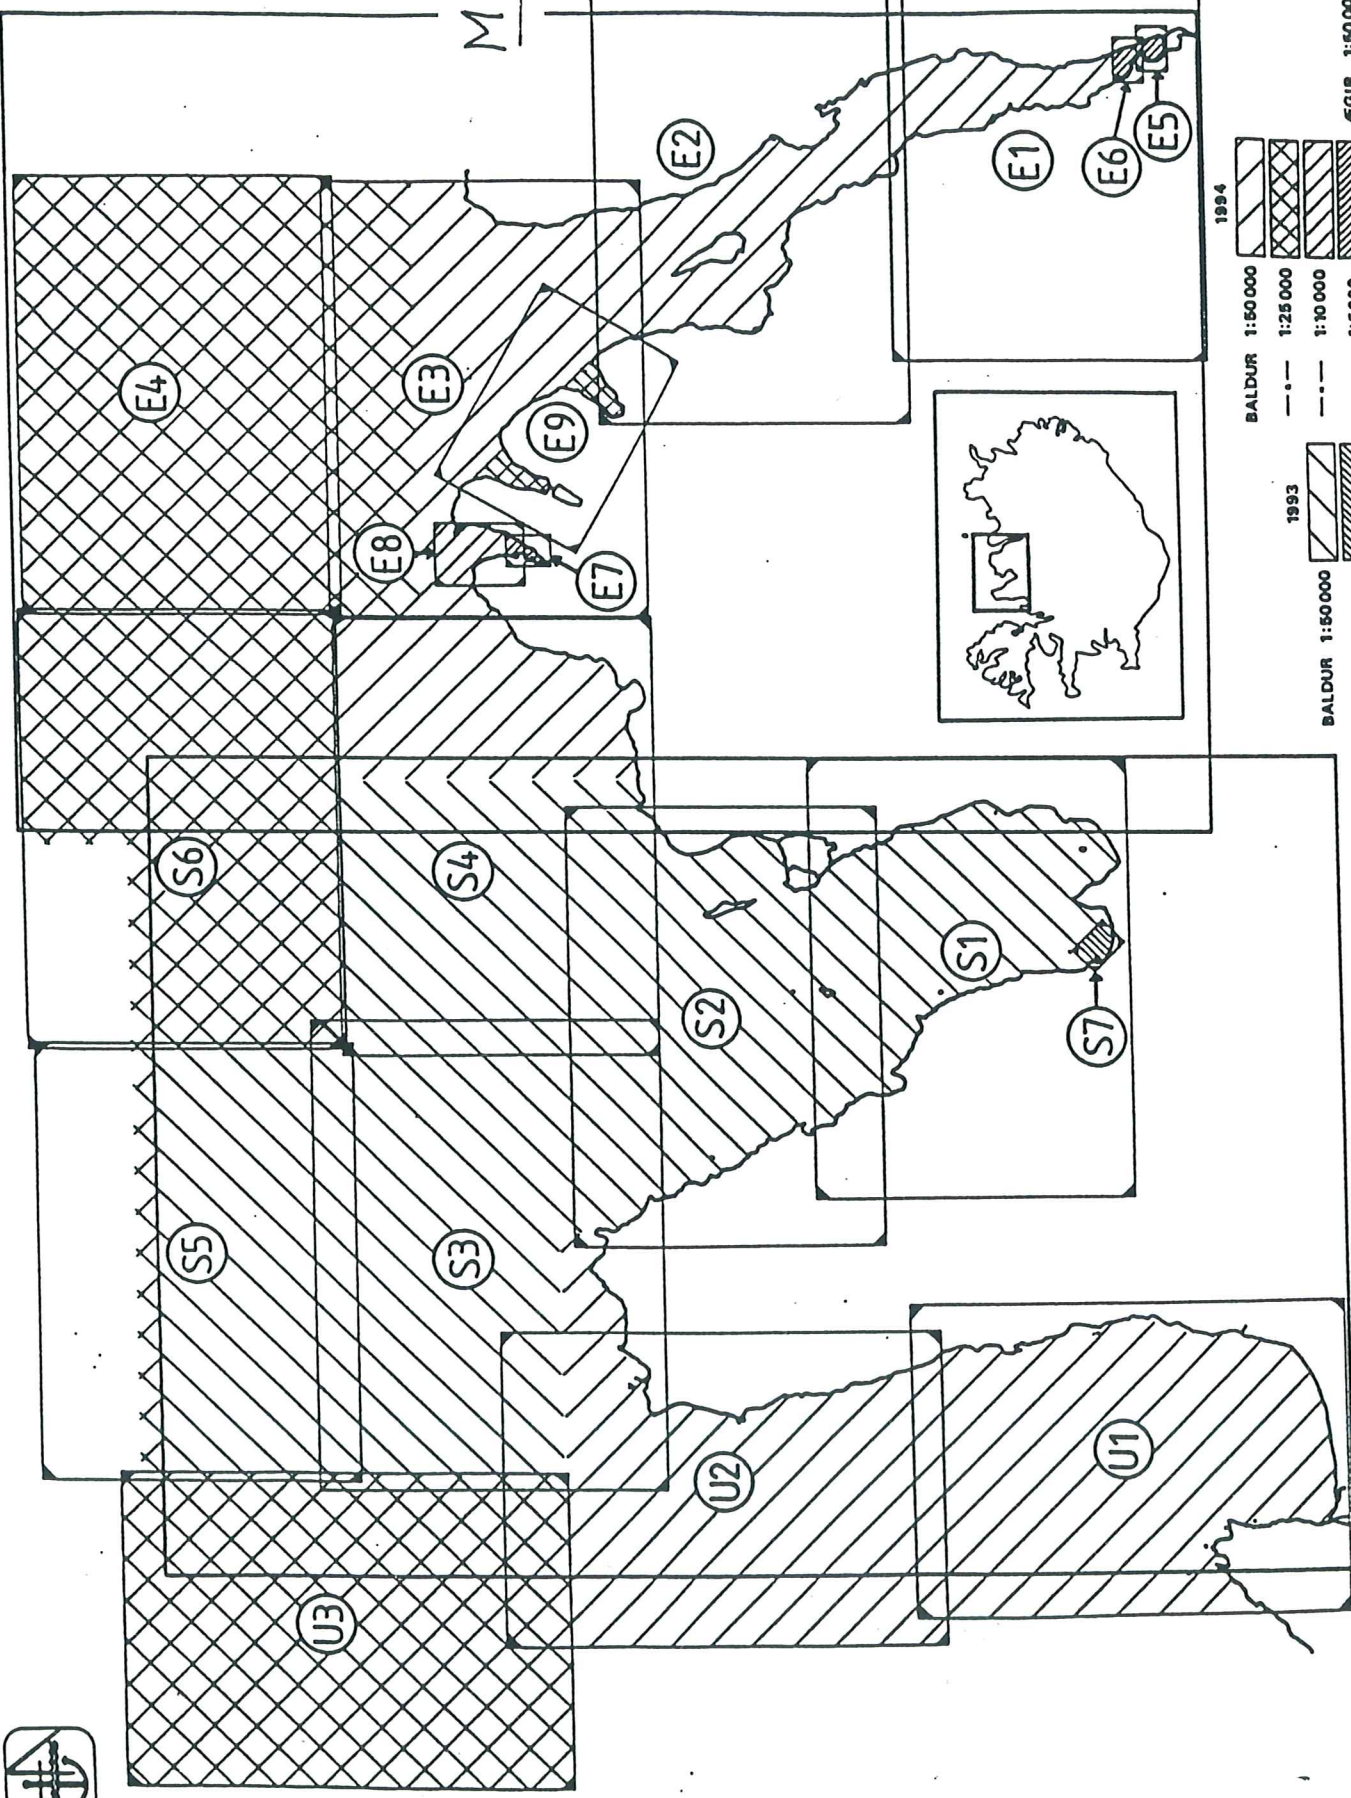 E4
S6
S5
U3
E8
E3
S4
S3
M
E9
E7
E2
S2
U2
S1
E1
S7
E6
U1
E5
1994
BALDUR 1:50 000
—·— 1:25 000
1993
—·— 1:10 000
BALDUR 1:50 000